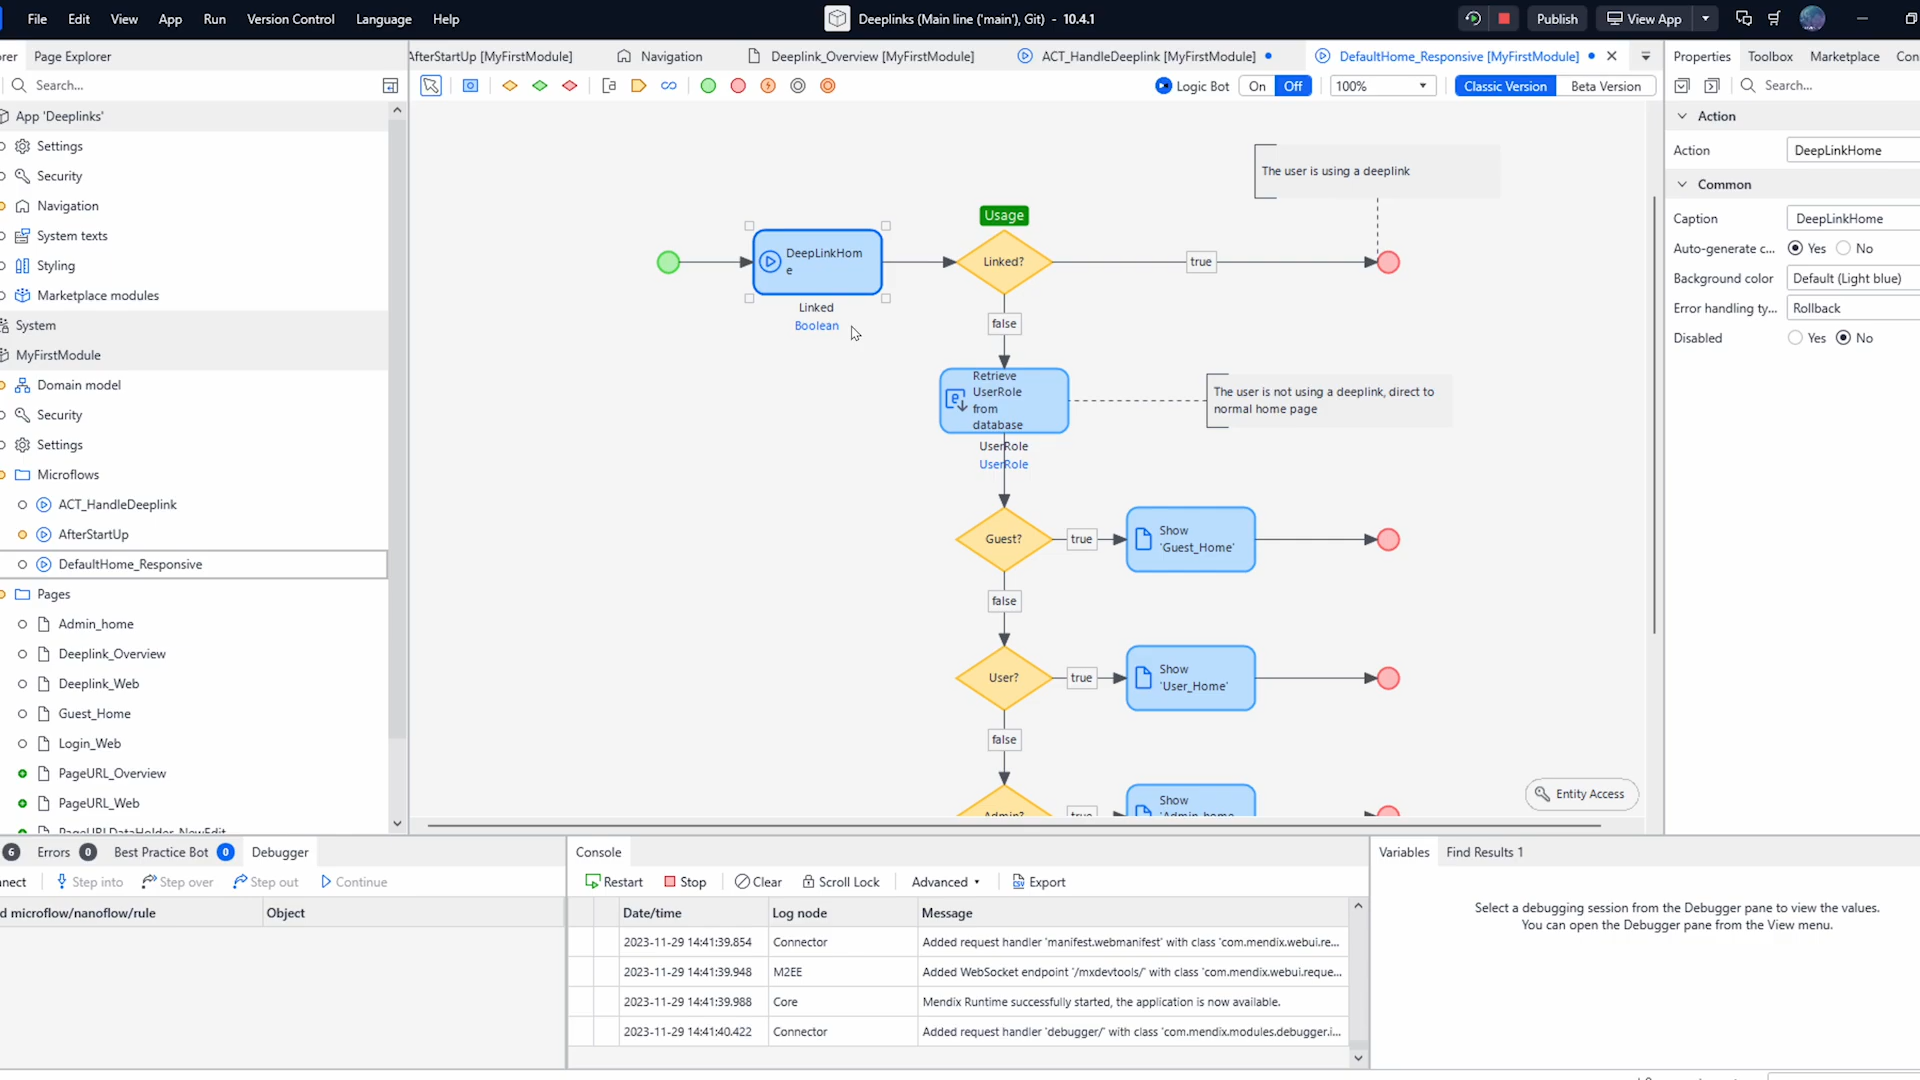 File Edit View App Run Version Control Language Help
Deeplinks (Main line ('main'), Git) - 10.4.1
Publish View App
orer Page Explorer
AfterStartUp [MyFirstModule] Navigation Deeplink_Overview [MyFirstModule] ACT_HandleDeeplink [MyFirstModule] DefaultHome_Responsive [MyFirstModule]
Properties Toolbox Marketplace Con
Search...
Logic Bot On Off 100% Classic Version Beta Version
Search...
App 'Deeplinks'
Settings
Security
Navigation
System texts
Styling
Marketplace modules
System
MyFirstModule
Domain model
Security
Settings
Microflows
ACT_HandleDeeplink
AfterStartUp
DefaultHome_Responsive
Pages
Admin_home
Deeplink_Overview
Deeplink_Web
Guest_Home
Login_Web
PageURL_Overview
PageURL_Web
PageURLDataHolder_NewEdit
The user is using a deeplink
Usage
DeepLinkHom
e
Linked?
true
Linked
Boolean
false
Retrieve
UserRole
from
database
The user is not using a deeplink, direct to
normal home page
UserRole
UserRole
Guest?
true
Show
'Guest_Home'
false
User?
true
Show
'User_Home'
false
Admin?
true
Show
'Admin_home
Entity Access
Action
Action DeepLinkHome
Common
Caption DeepLinkHome
Auto-generate c... Yes No
Background color Default (Light blue)
Error handling ty... Rollback
Disabled Yes No
6 Errors 0 Best Practice Bot 0 Debugger
nect Step into Step over Step out Continue
d microflow/nanoflow/rule Object
Console
Restart Stop Clear Scroll Lock Advanced Export
Date/time Log node Message
2023-11-29 14:41:39.854 Connector Added request handler 'manifest.webmanifest' with class 'com.mendix.webui.re...
2023-11-29 14:41:39.948 M2EE Added WebSocket endpoint '/mxdevtools/' with class 'com.mendix.webui.reque...
2023-11-29 14:41:39.988 Core Mendix Runtime successfully started, the application is now available.
2023-11-29 14:41:40.422 Connector Added request handler 'debugger/' with class 'com.mendix.modules.debugger.i...
Variables Find Results 1
Select a debugging session from the Debugger pane to view the values.
You can open the Debugger pane from the View menu.